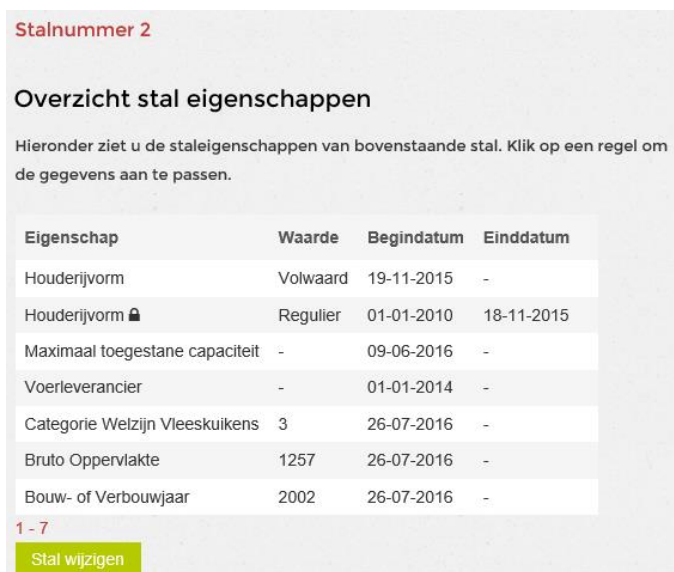 Stalnummer 2
Overzicht stal eigenschappen
Hieronder ziet u de staleigenschappen van bovenstaande stal. Klik op een regel om
de gegevens aan te passen.
Eigenschap Waarde Begindatum Einddatum
Houderijvorm Volwaard 19-11-2015 -
Houderijvorm Regulier 01-01-2010 18-11-2015
Maximaal toegestane capaciteit - 09-06-2016 -
Voerleverancier - 01-01-2014 -
Categorie Welzijn Vleeskuikens 3 26-07-2016 -
Bruto Oppervlakte 1257 26-07-2016 -
Bouw- of Verbouwjaar 2002 26-07-2016 -
1 - 7
Stal wijzigen